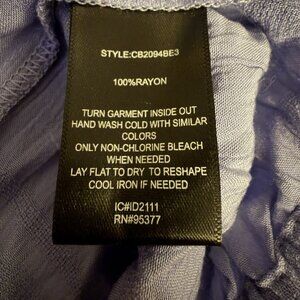 STYLE:CB2094BE3
100%RAYON
TURN GARMENT INSIDE OUT
HAND WASH COLD WITH SIMILAR
COLORS
ONLY NON-CHLORINE BLEACH
WHEN NEEDED
LAY FLAT TO DRY TO RESHAPE
COOL IRON IF NEEDED
IC#ID2111
RN#95377